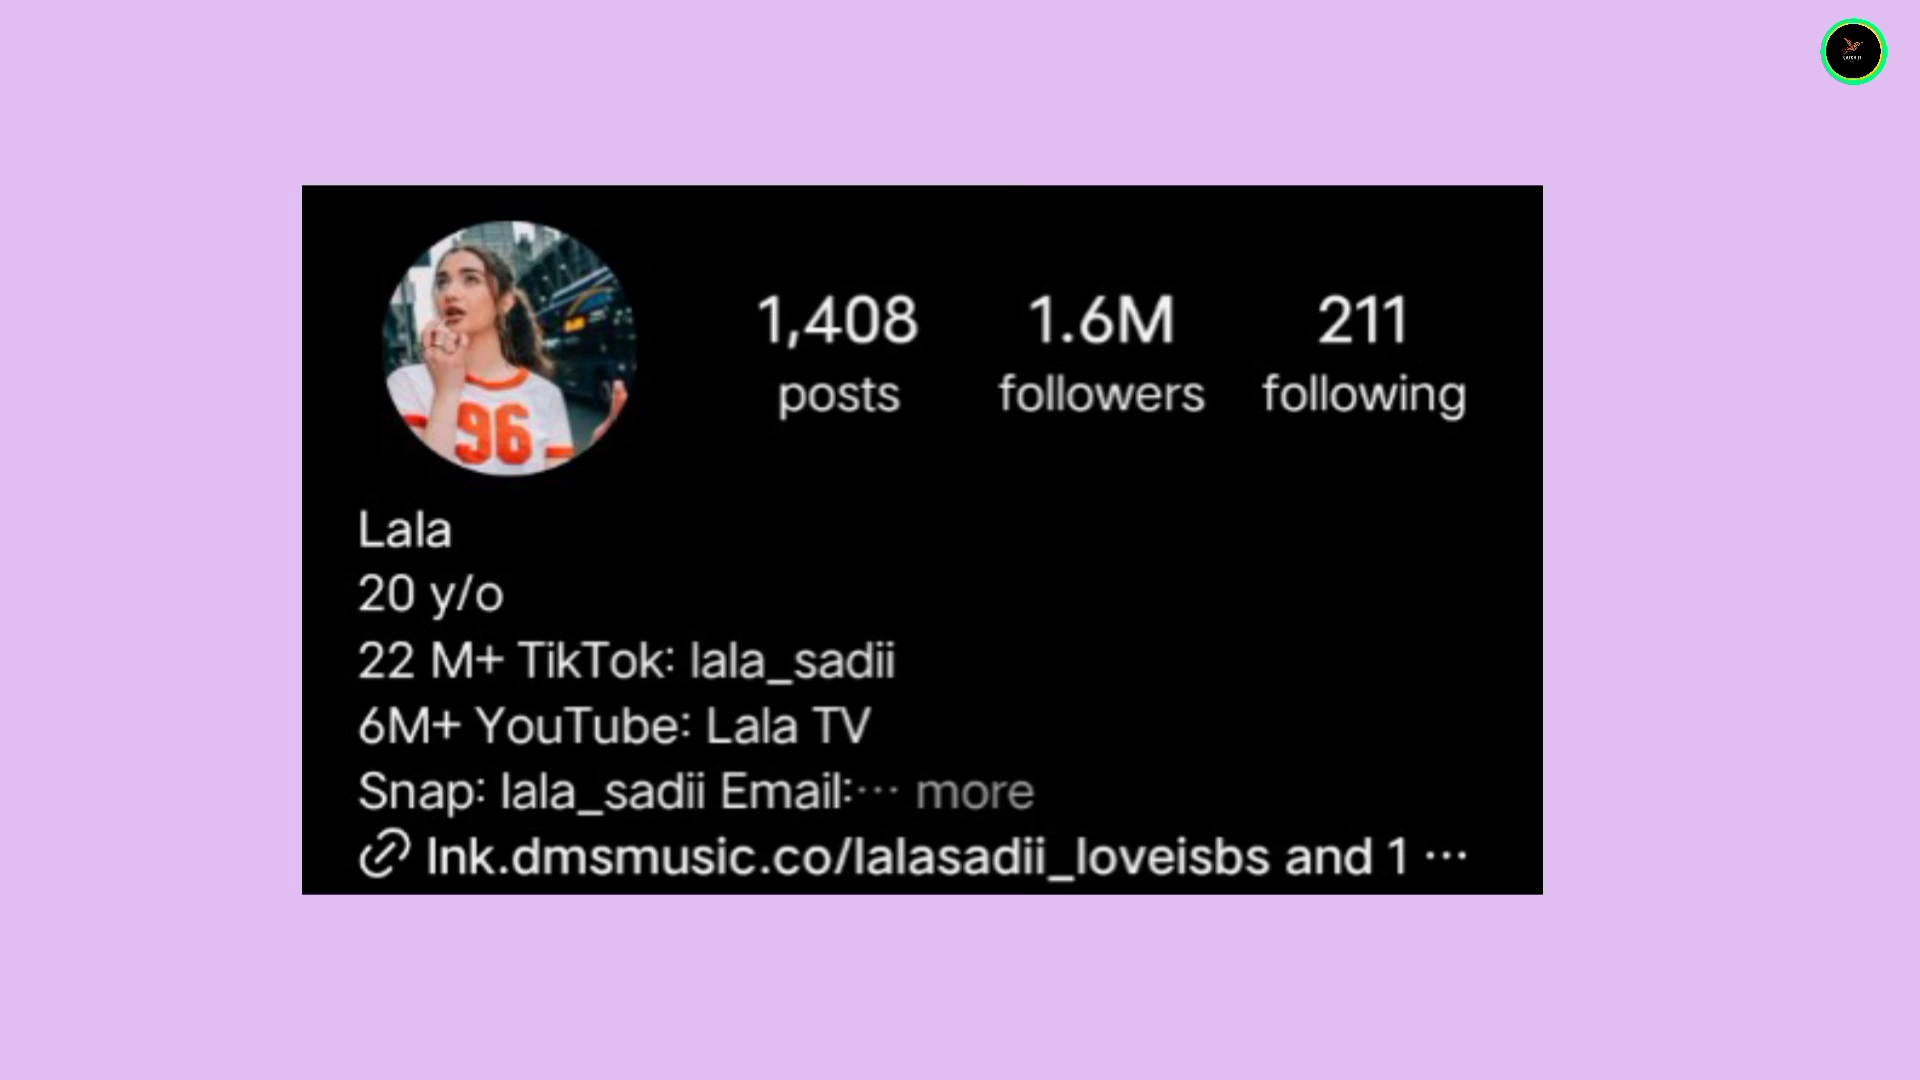 1,408 1.6M 211
posts followers following
96
Lala
20 y/o
22 M+ TikTok: lala_sadii
6M+ YouTube: Lala TV
Snap: lala_sadii Email:··· more
lnk.dmsmusic.co/lalasadii_loveisbs and 1 ···